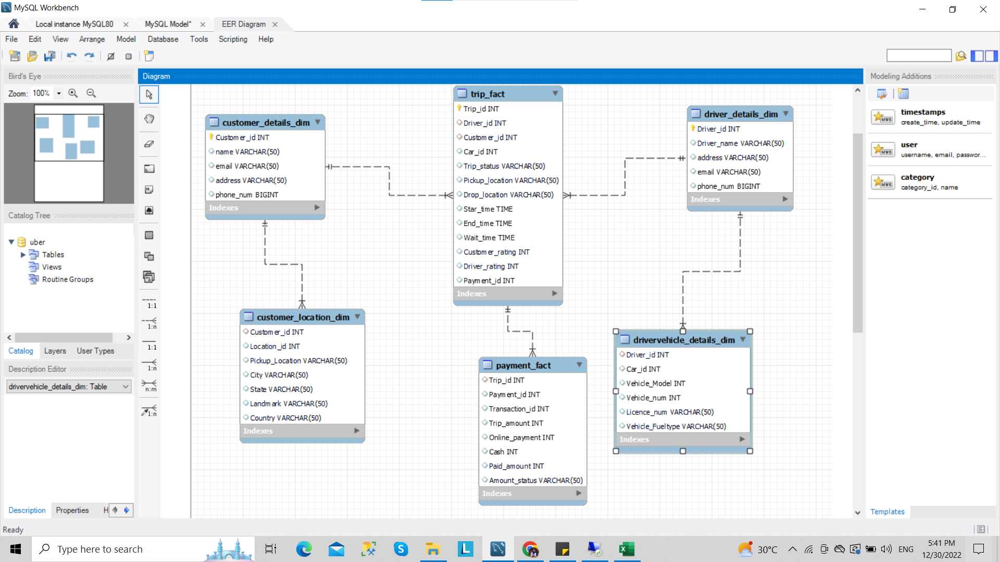 MySQL Workbench
Local instance MySQL80
MySQL Model*
EER Diagram
File Edit View Arrange Model Database Tools Scripting Help
Bird's Eye
Zoom: 100%
Catalog Tree
uber
Tables
Views
Routine Groups
Catalog Layers User Types
Description Editor
drivervehicle_details_dim: Table
Description Properties H
Ready
Diagram
1:1
1:n
1:1
1:n
n:m
1:n
customer_details_dim
Customer_id INT
name VARCHAR(50)
email VARCHAR(50)
address VARCHAR(50)
phone_num BIGINT
Indexes
trip_fact
Trip_id INT
Driver_id INT
Customer_id INT
Car_id INT
Trip_status VARCHAR(50)
Pickup_location VARCHAR(50)
Drop_location VARCHAR(50)
Star_time TIME
End_time TIME
Wait_time TIME
Customer_rating INT
Driver_rating INT
Payment_id INT
Indexes
driver_details_dim
Driver_id INT
Driver_name VARCHAR(50)
address VARCHAR(50)
email VARCHAR(50)
phone_num BIGINT
Indexes
customer_location_dim
Customer_id INT
Location_id INT
Pickup_Location VARCHAR(50)
City VARCHAR(50)
State VARCHAR(50)
Landmark VARCHAR(50)
Country VARCHAR(50)
Indexes
payment_fact
Trip_id INT
Payment_id INT
Transaction_id INT
Trip_amount INT
Online_payment INT
Cash INT
Paid_amount INT
Amount_status VARCHAR(50)
Indexes
drivervehicle_details_dim
Driver_id INT
Car_id INT
Vehicle_Model INT
Vehicle_num INT
Licence_num VARCHAR(50)
Vehicle_Fueltype VARCHAR(50)
Indexes
Modeling Additions
MWB
timestamps
create_time, update_time
MWB
user
username, email, passwor...
MWB
category
category_id, name
Templates
Type here to search
30°C
ENG
5:41 PM
12/30/2022